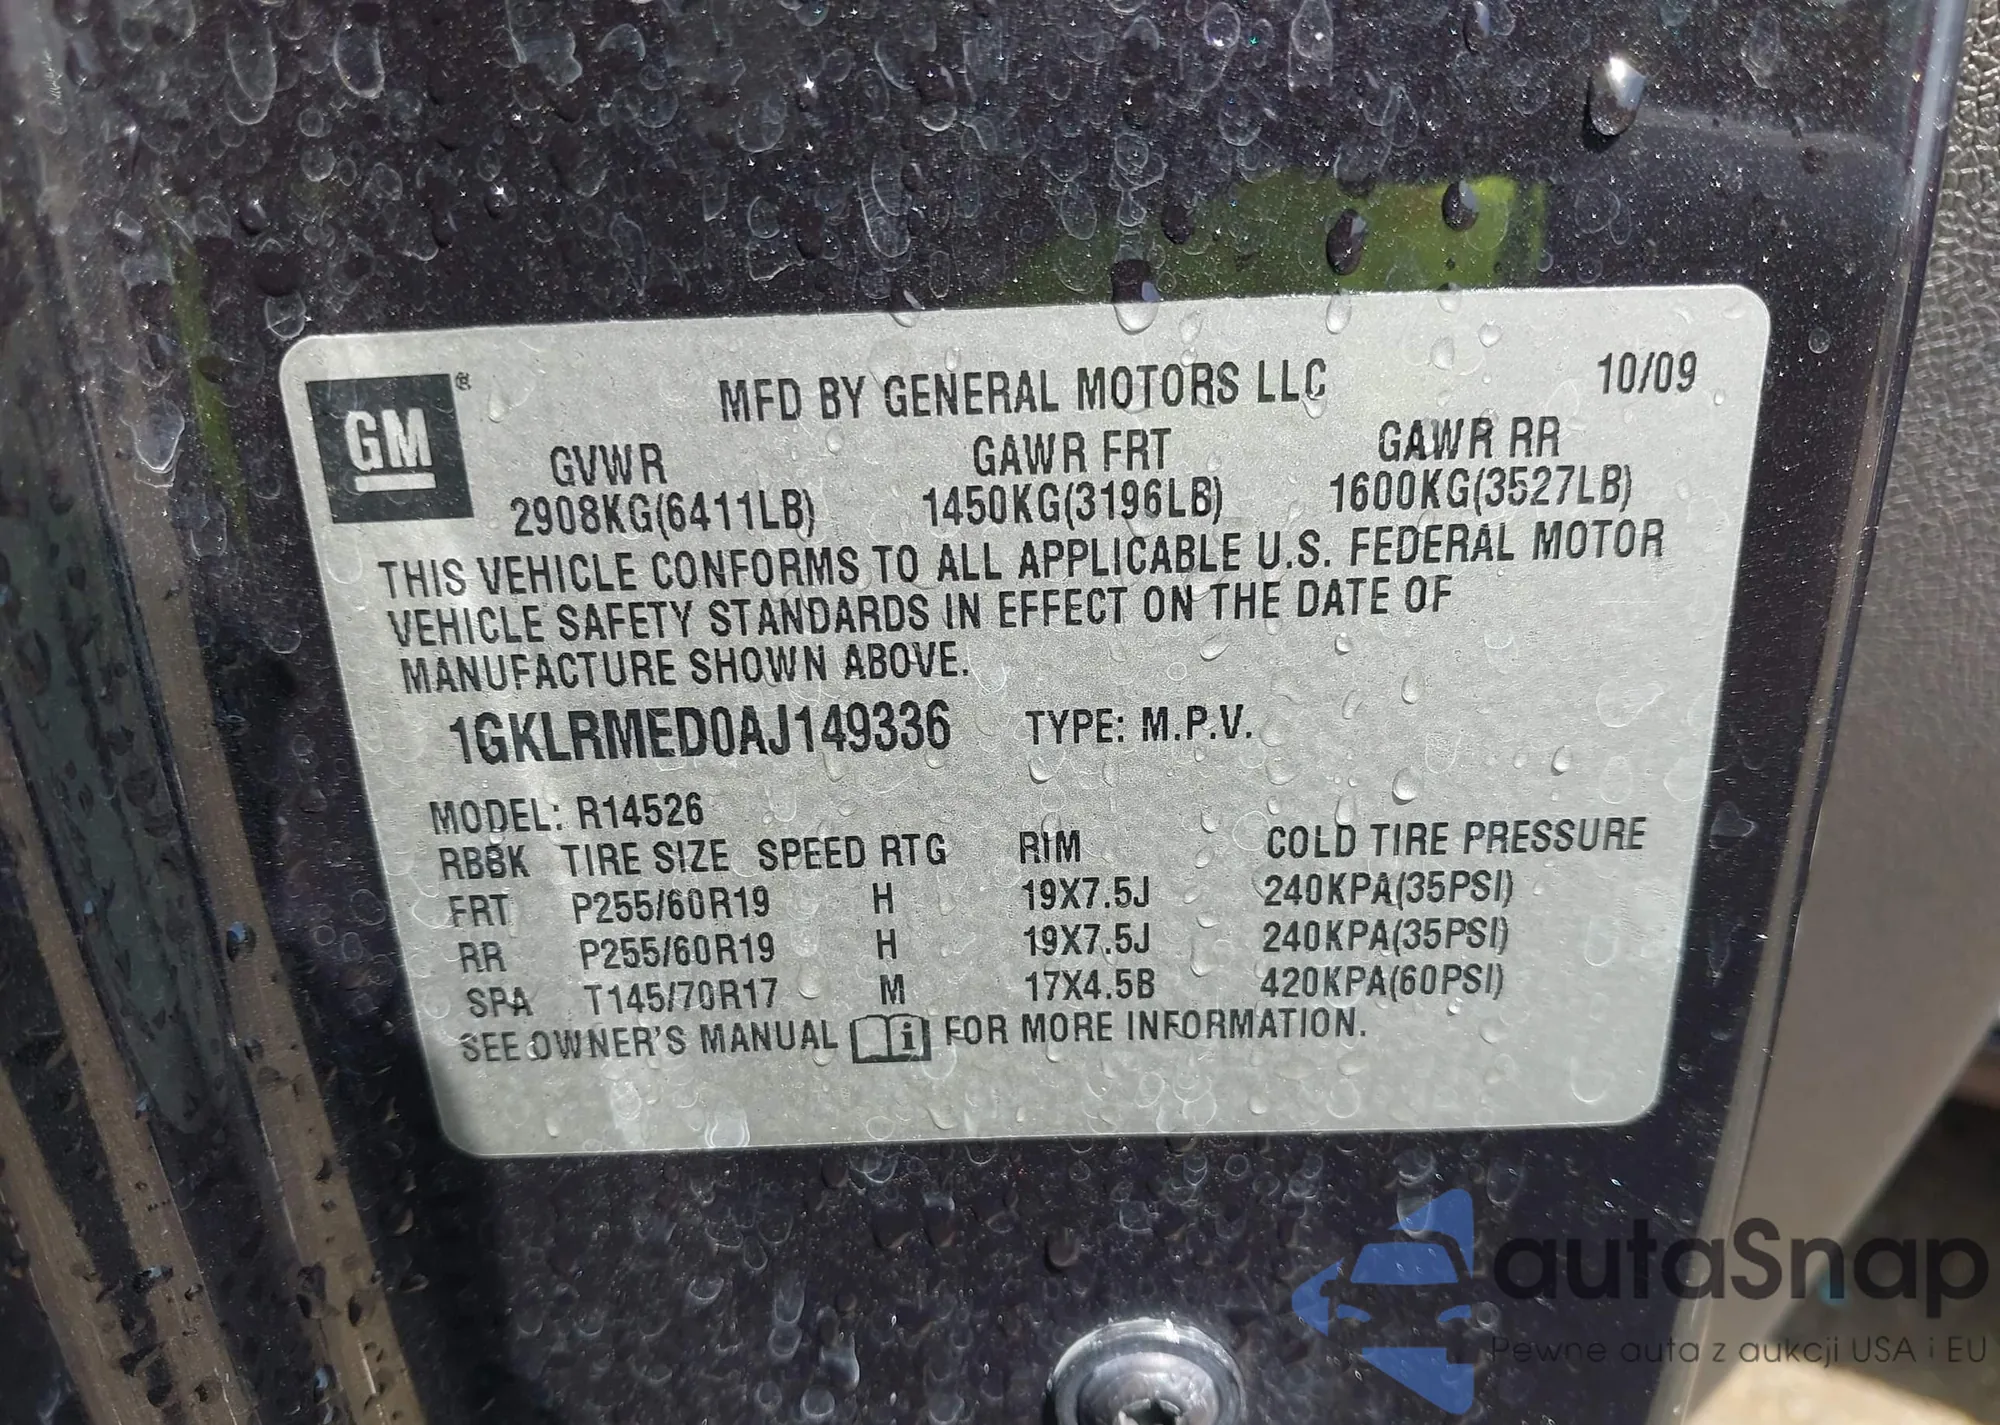 GM®
MFD BY GENERAL MOTORS LLC 10/09
GVWR GAWR FRT GAWR RR
2908KG(6411LB) 1450KG(3196LB) 1600KG(3527LB)
THIS VEHICLE CONFORMS TO ALL APPLICABLE U.S. FEDERAL MOTOR
VEHICLE SAFETY STANDARDS IN EFFECT ON THE DATE OF
MANUFACTURE SHOWN ABOVE.
1GKLRMED0AJ149336 TYPE: M.P.V.
MODEL: R14526
RBBK TIRE SIZE SPEED RTG RIM COLD TIRE PRESSURE
FRT P255/60R19 H 19X7.5J 240KPA(35PSI)
RR P255/60R19 H 19X7.5J 240KPA(35PSI)
SPA T145/70R17 M 17X4.5B 420KPA(60PSI)
SEE OWNER'S MANUAL i FOR MORE INFORMATION.
autaSnap
Pewne auta z aukcji USA i EU